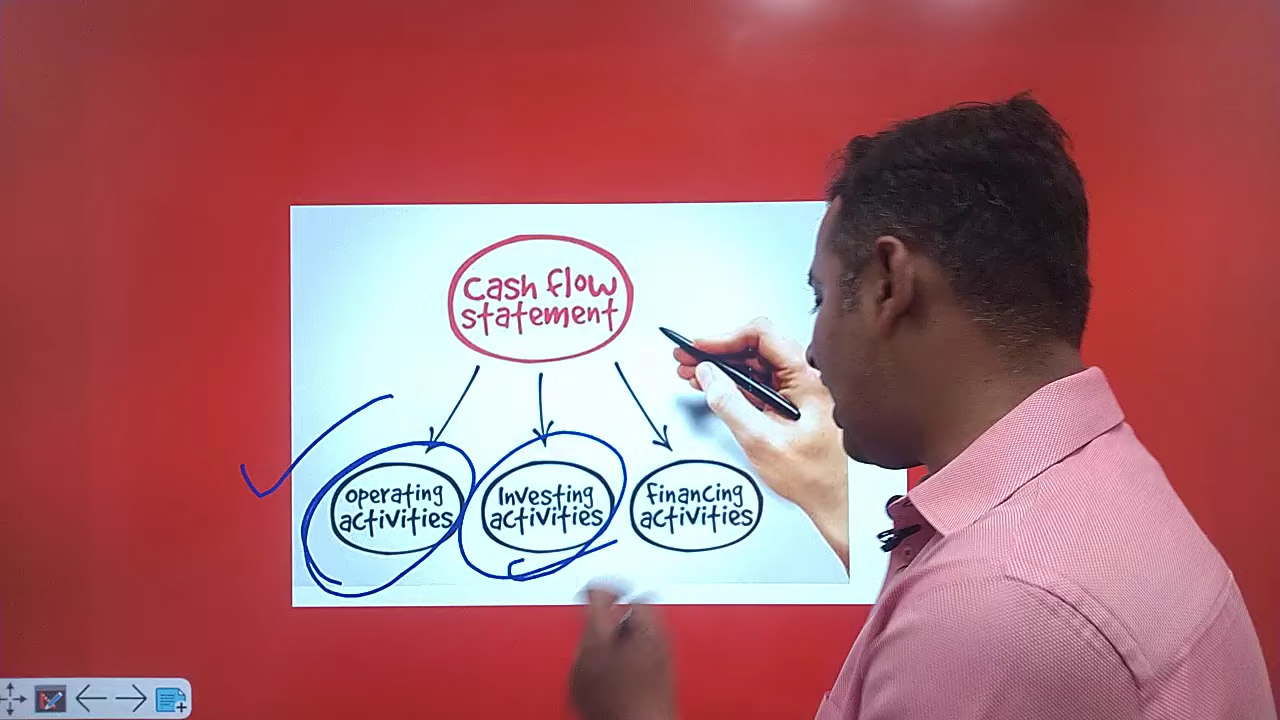 Cash flow
statement
operating
activities
Investing
activities
financing
activities